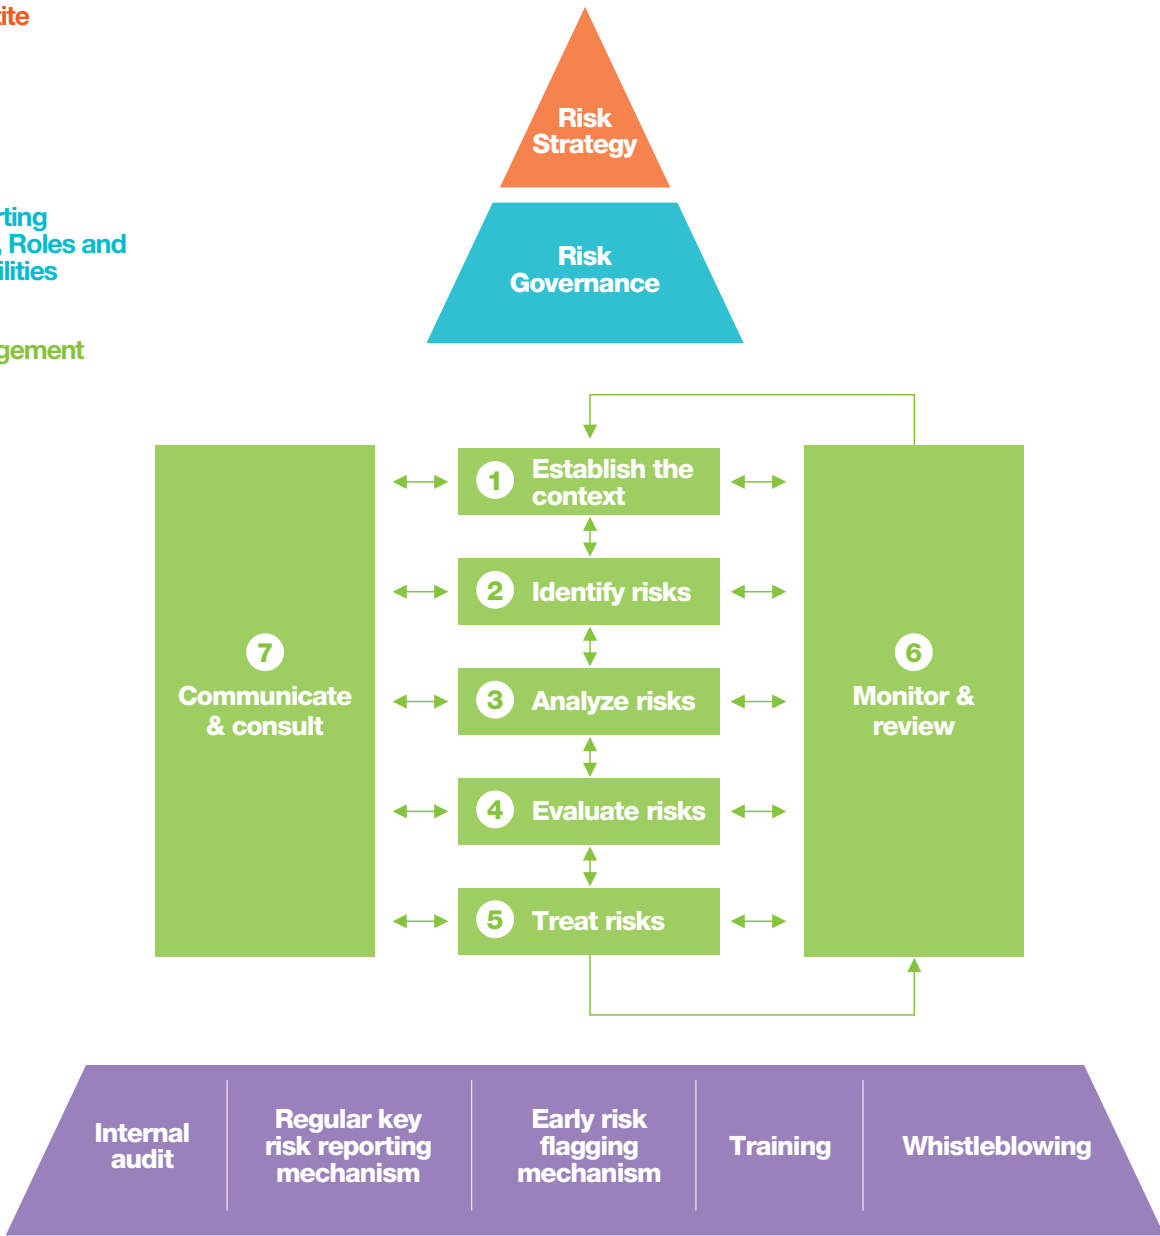 ite
Risk
Strategy
rting
, Roles and
ilities
Risk
Governance
gement
1 Establish the
context
2 Identify risks
3 Analyze risks
4 Evaluate risks
5 Treat risks
7
Communicate
& consult
6
Monitor &
review
Internal
audit
Regular key
risk reporting
mechanism
Early risk
flagging
mechanism
Training
Whistleblowing